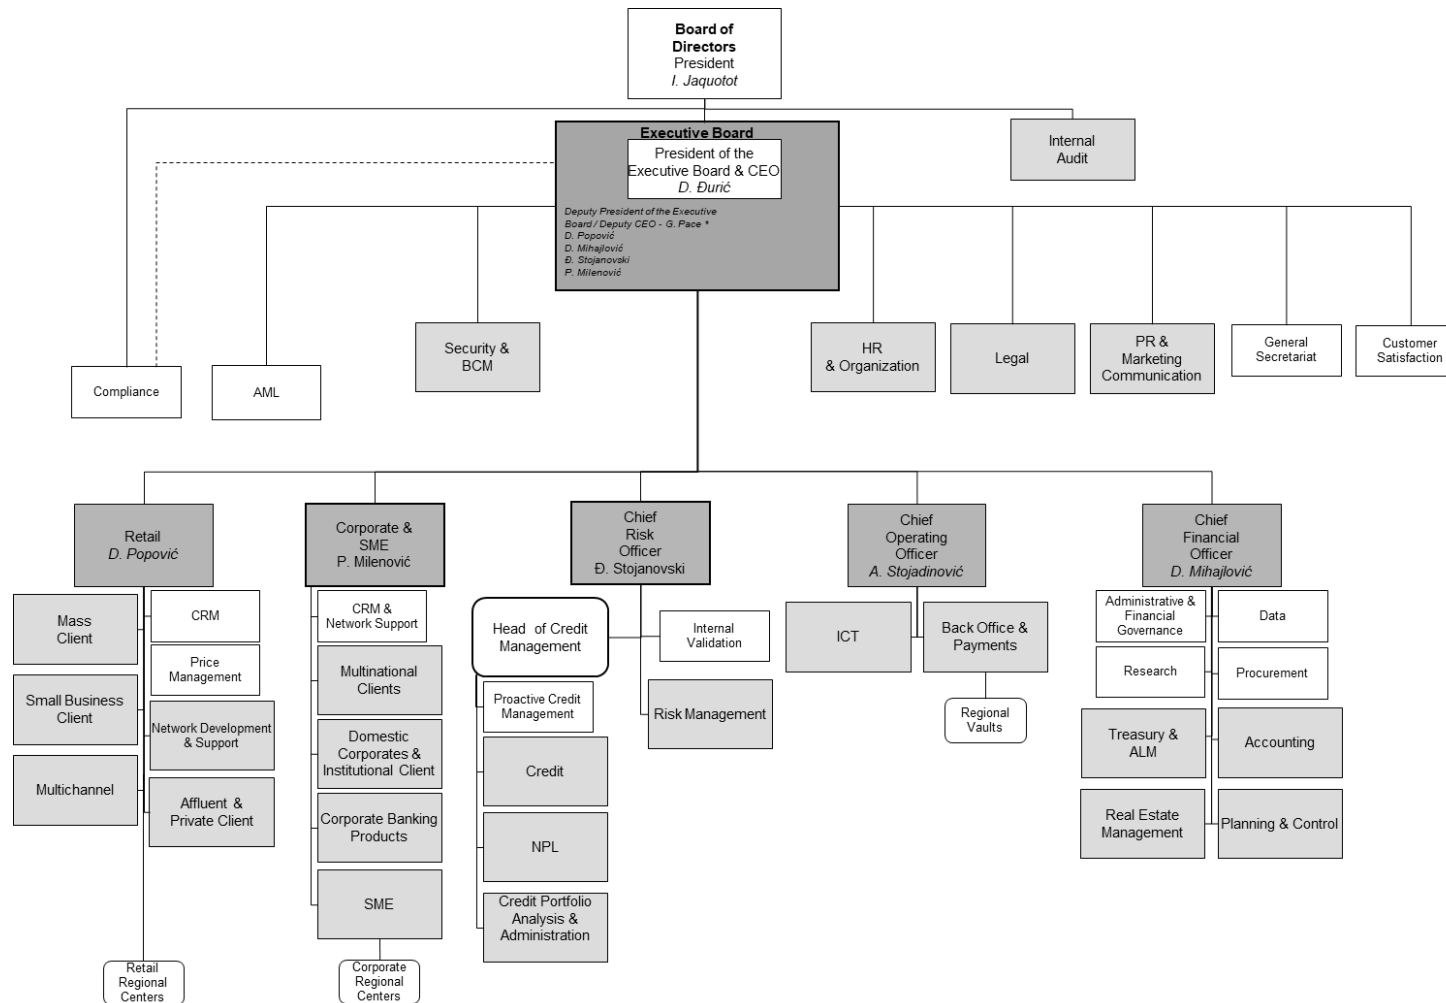 Board of
Directors
President
I. Jaquotot
Executive Board
President of the
Executive Board & CEO
D. Đurić
Deputy President of the Executive
Board / Deputy CEO - G. Pace *
D. Popović
D. Mihajlović
Đ. Stojanovski
P. Milenović
Internal
Audit
Compliance
AML
Security &
BCM
HR
& Organization
Legal
PR &
Marketing
Communication
General
Secretariat
Customer
Satisfaction
Retail
D. Popović
Mass
Client
CRM
Price
Management
Small Business
Client
Network Development
& Support
Multichannel
Affluent &
Private Client
Retail
Regional
Centers
Corporate &
SME
P. Milenović
CRM &
Network Support
Multinational
Clients
Domestic
Corporates &
Institutional Client
Corporate Banking
Products
SME
Corporate
Regional
Centers
Chief
Risk
Officer
Đ. Stojanovski
Head of Credit
Management
Internal
Validation
Proactive Credit
Management
Risk Management
Credit
NPL
Credit Portfolio
Analysis &
Administration
Chief
Operating
Officer
A. Stojadinović
ICT
Back Office &
Payments
Regional
Vaults
Chief
Financial
Officer
D. Mihajlović
Administrative &
Financial
Governance
Data
Research
Procurement
Treasury &
ALM
Accounting
Real Estate
Management
Planning & Control